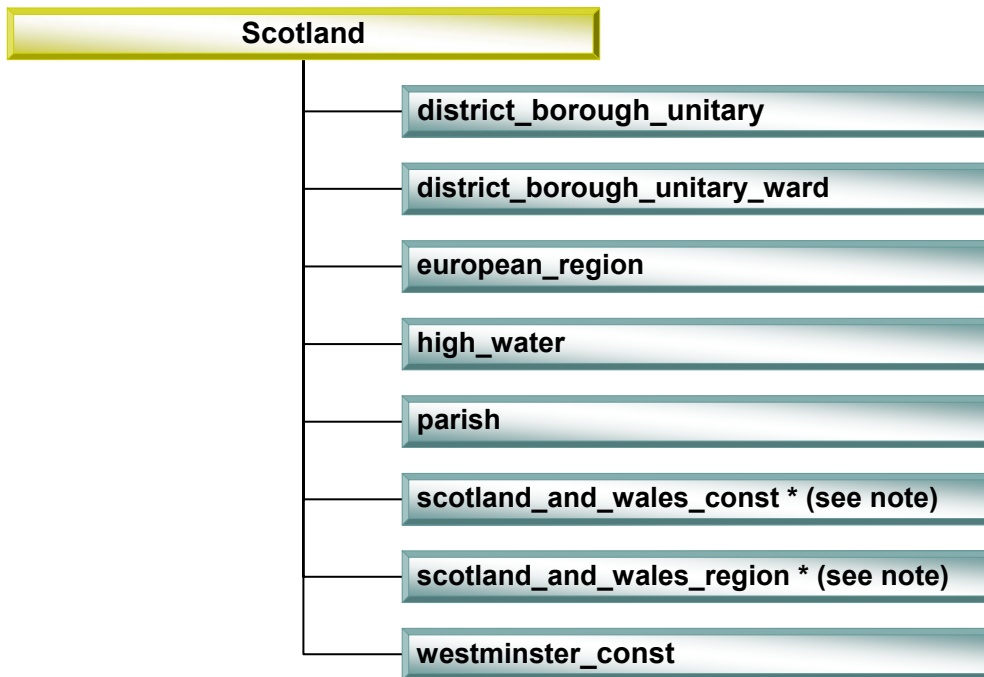 Scotland
district_borough_unitary
district_borough_unitary_ward
european_region
high_water
parish
scotland_and_wales_const * (see note)
scotland_and_wales_region * (see note)
westminster_const